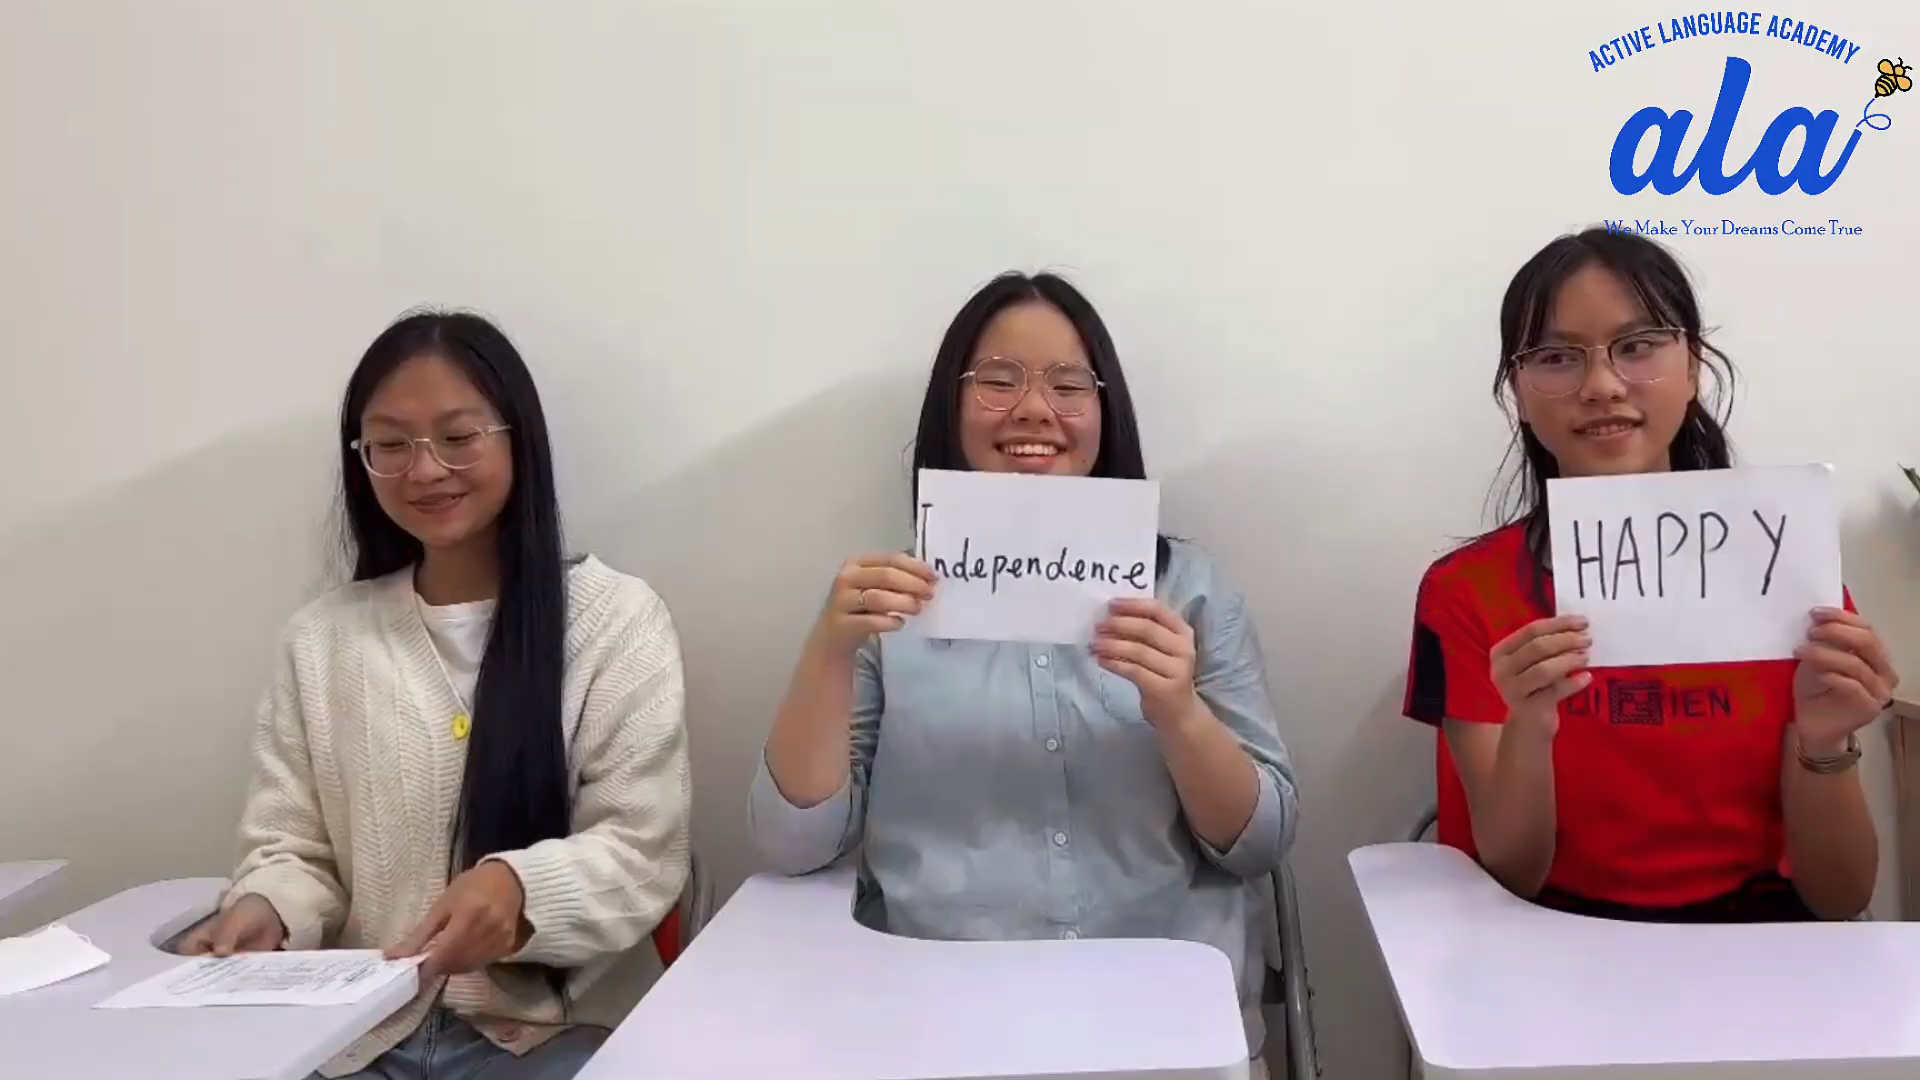 ACTIVE LANGUAGE ACADEMY
ala
We Make Your Dreams Come True
Independence
HAPPY